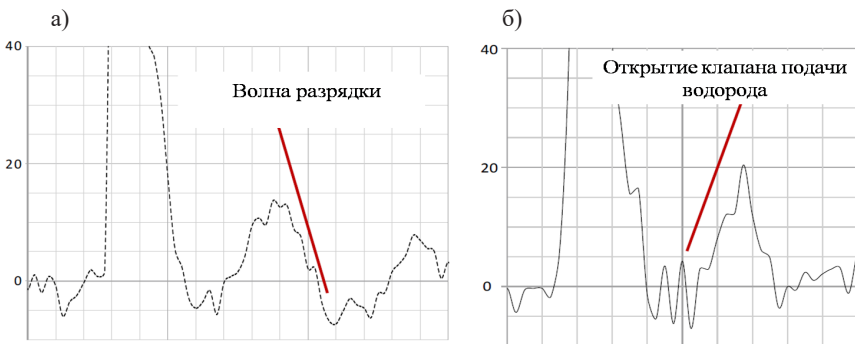 а)
б)
40
20
0
Волна разрядки
40
20
0
Открытие клапана подачи
водорода